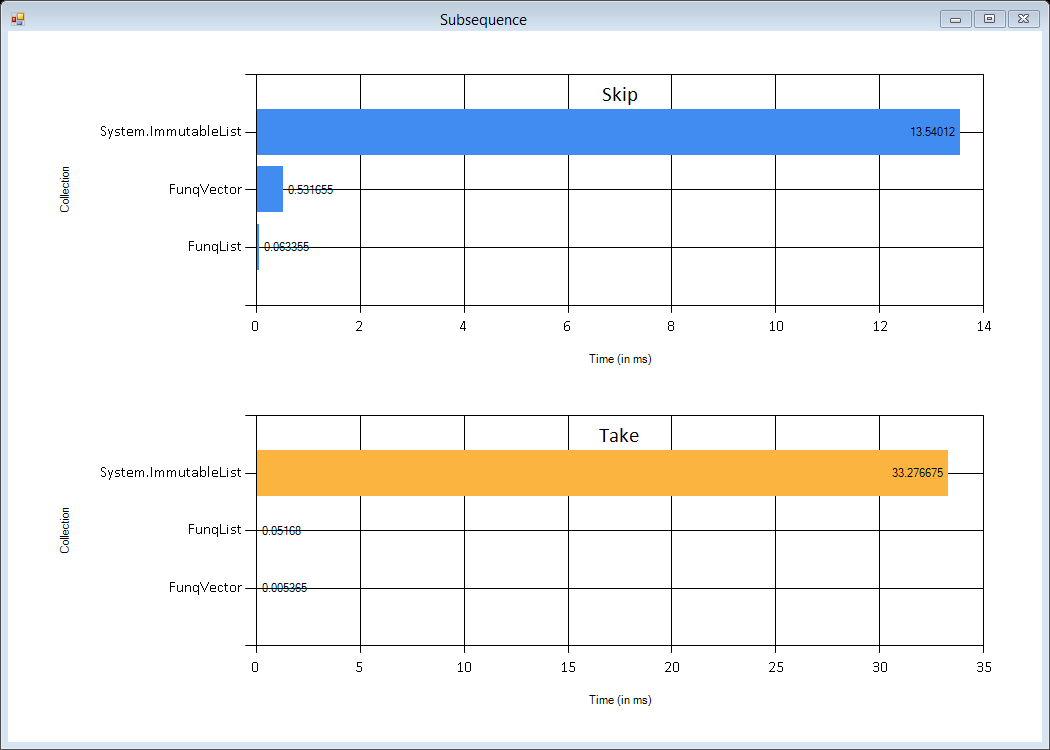 Subsequence
Skip
System.ImmutableList
13.54012
FunqVector
0.531655
FunqList
0.063355
Collection
0 2 4 6 8 10 12 14
Time (in ms)
Take
System.ImmutableList
33.276675
FunqList
0.05168
FunqVector
0.005365
Collection
0 5 10 15 20 25 30 35
Time (in ms)